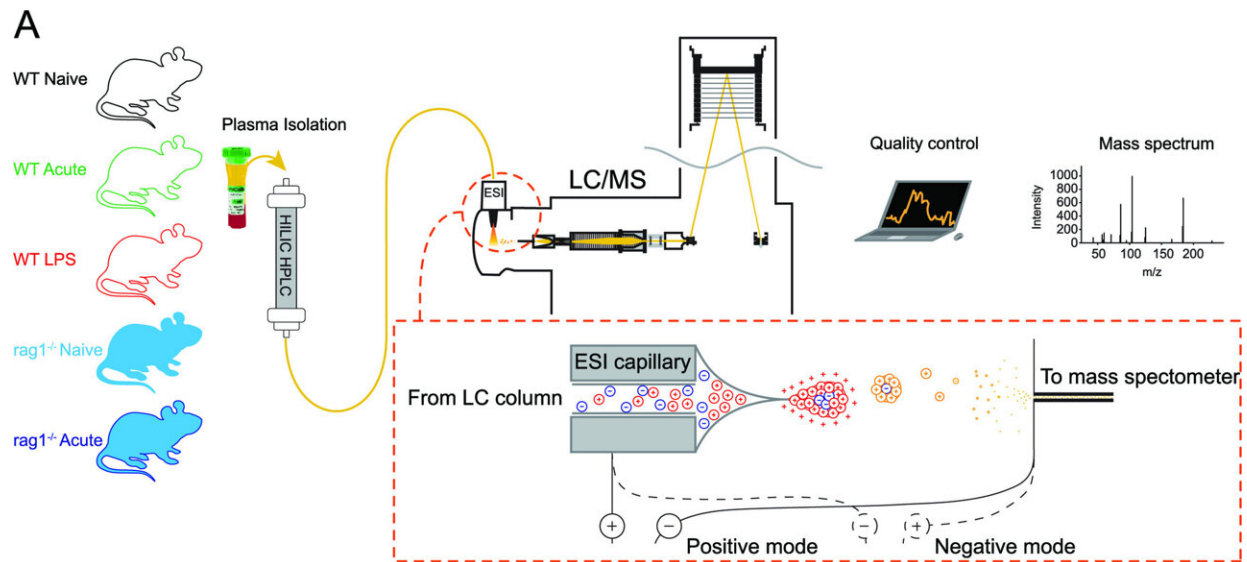 A
WT Naive
WT Acute
WT LPS
rag1-/- Naive
rag1-/- Acute
Plasma Isolation
HILIC HPLC
ESI
LC/MS
Quality control
Mass spectrum
Intensity
1000
800
600
400
200
0
50
100
150
200
m/z
ESI capillary
From LC column
To mass spectometer
Positive mode
Negative mode